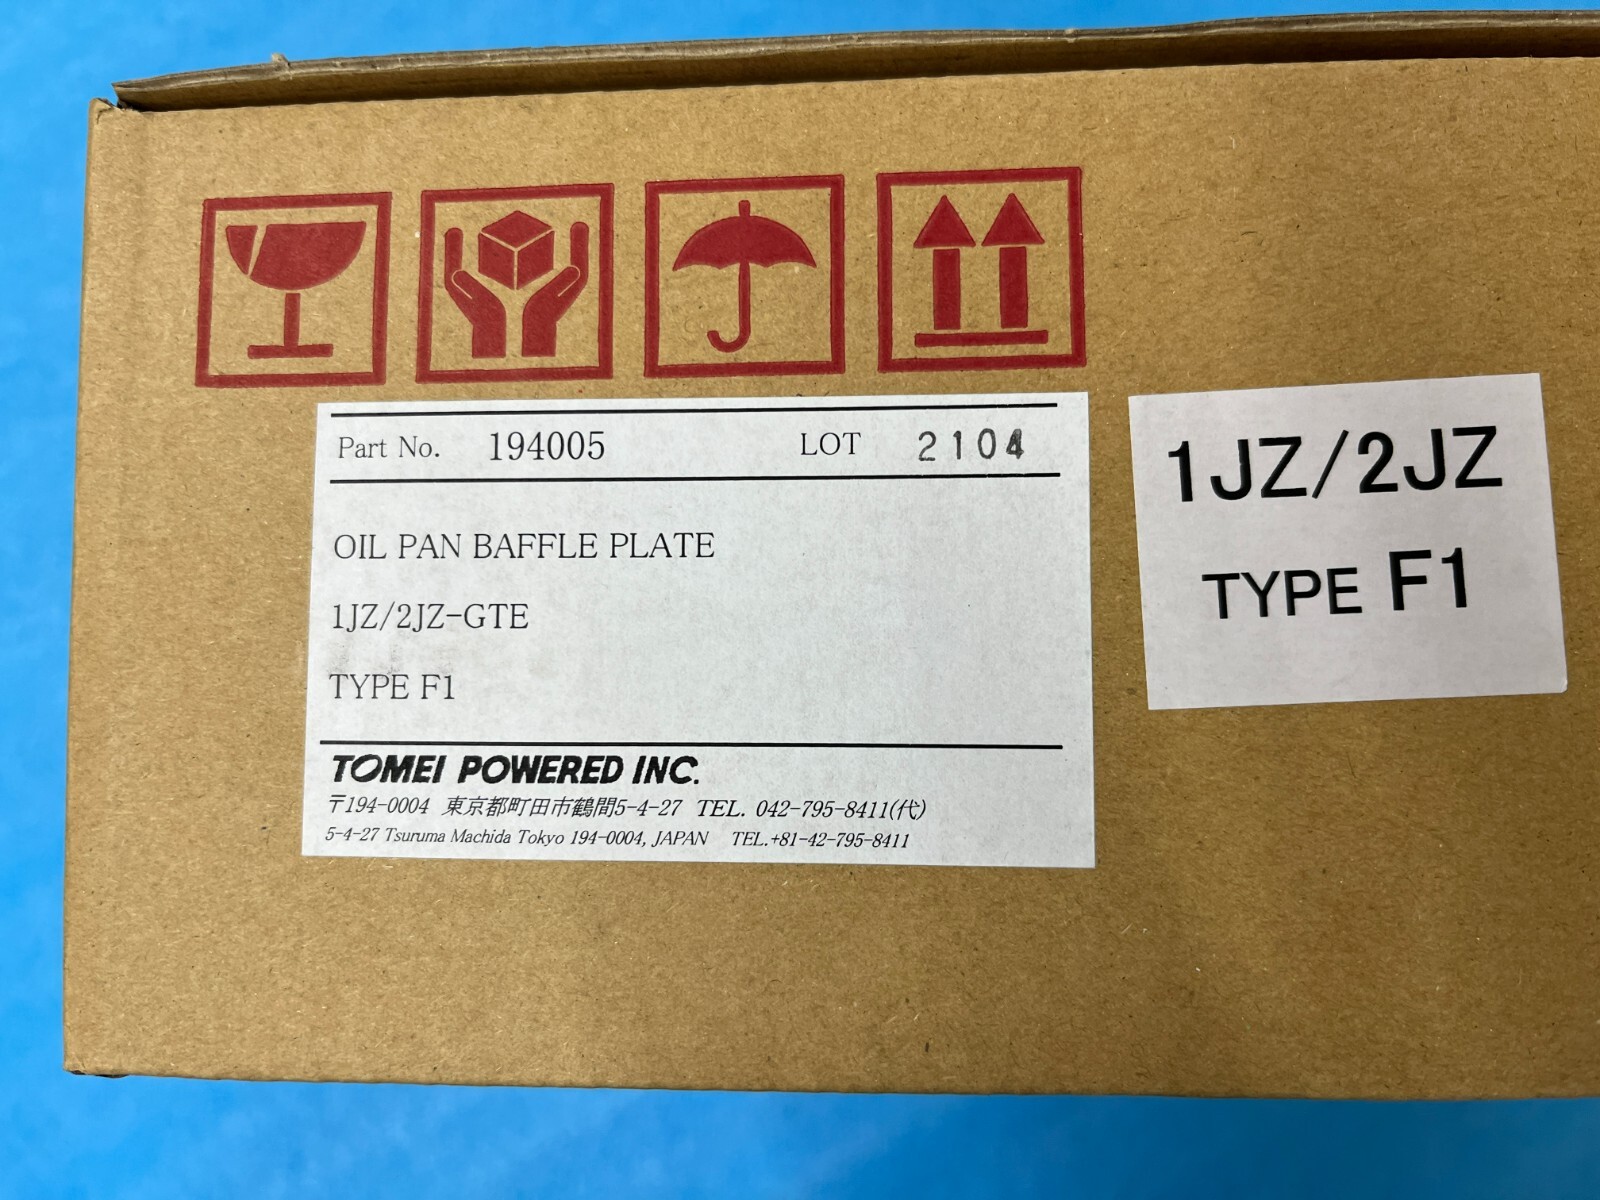 Part No. 194005 LOT 2104
OIL PAN BAFFLE PLATE
1JZ/2JZ-GTE
TYPE F1
TOMEI POWERED INC.
〒194-0004 東京都町田市鶴間5-4-27 TEL. 042-795-8411(代)
5-4-27 Tsuruma Machida Tokyo 194-0004, JAPAN TEL.+81-42-795-8411
1JZ/2JZ
TYPE F1